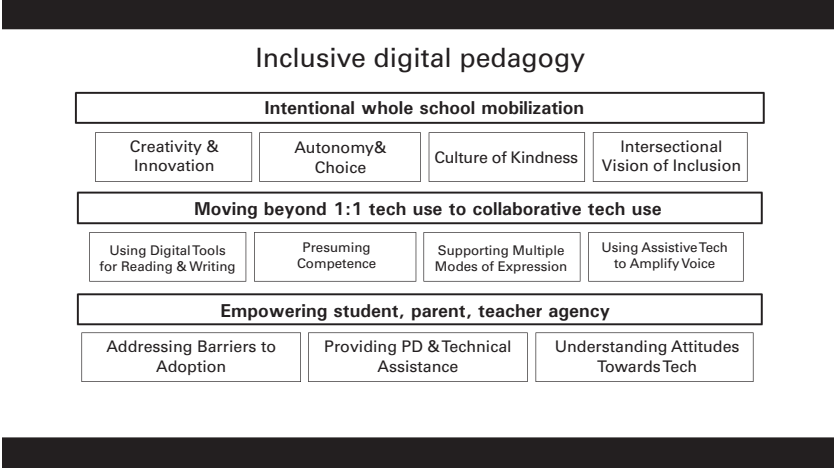 Inclusive digital pedagogy
Intentional whole school mobilization
Creativity &
Innovation
Autonomy&
Choice
Culture of Kindness
Intersectional
Vision of Inclusion
Moving beyond 1:1 tech use to collaborative tech use
Using Digital Tools
for Reading & Writing
Presuming
Competence
Supporting Multiple
Modes of Expression
Using Assistive Tech
to Amplify Voice
Empowering student, parent, teacher agency
Addressing Barriers to
Adoption
Providing PD & Technical
Assistance
Understanding Attitudes
Towards Tech